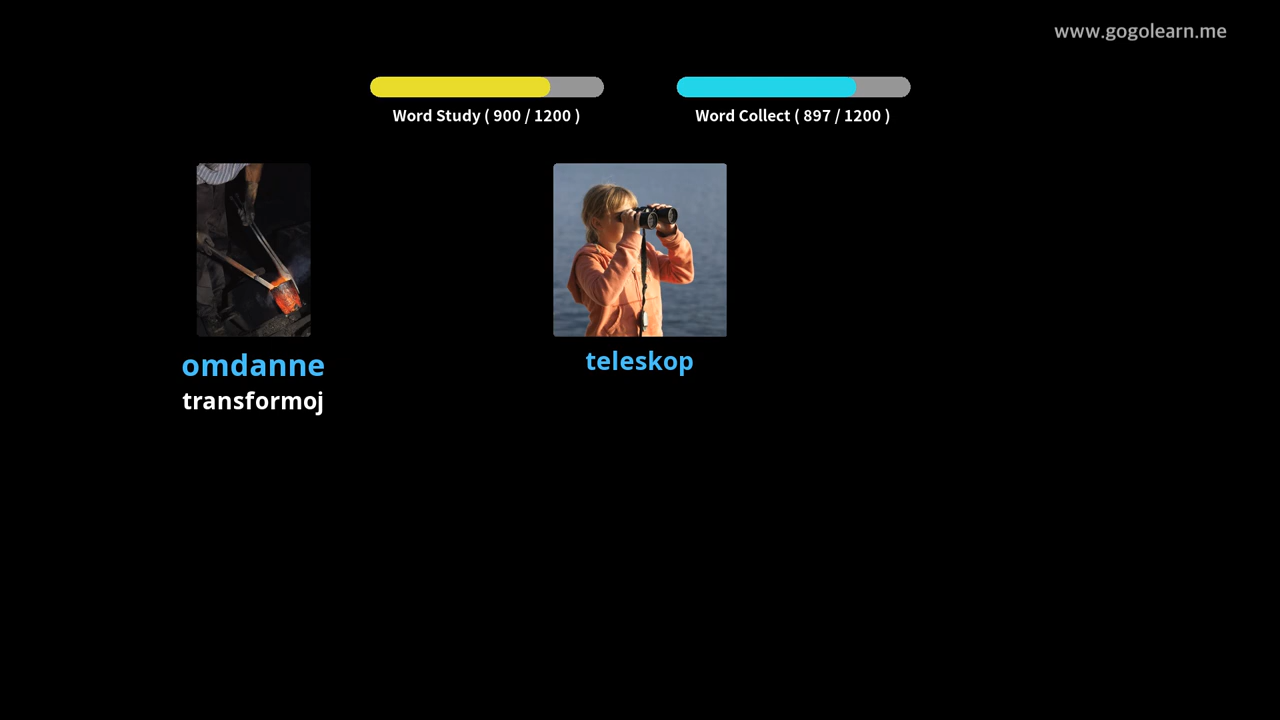 www.gogolearn.me
Word Study ( 900 / 1200 )
Word Collect ( 897 / 1200 )
omdanne
transformoj
teleskop